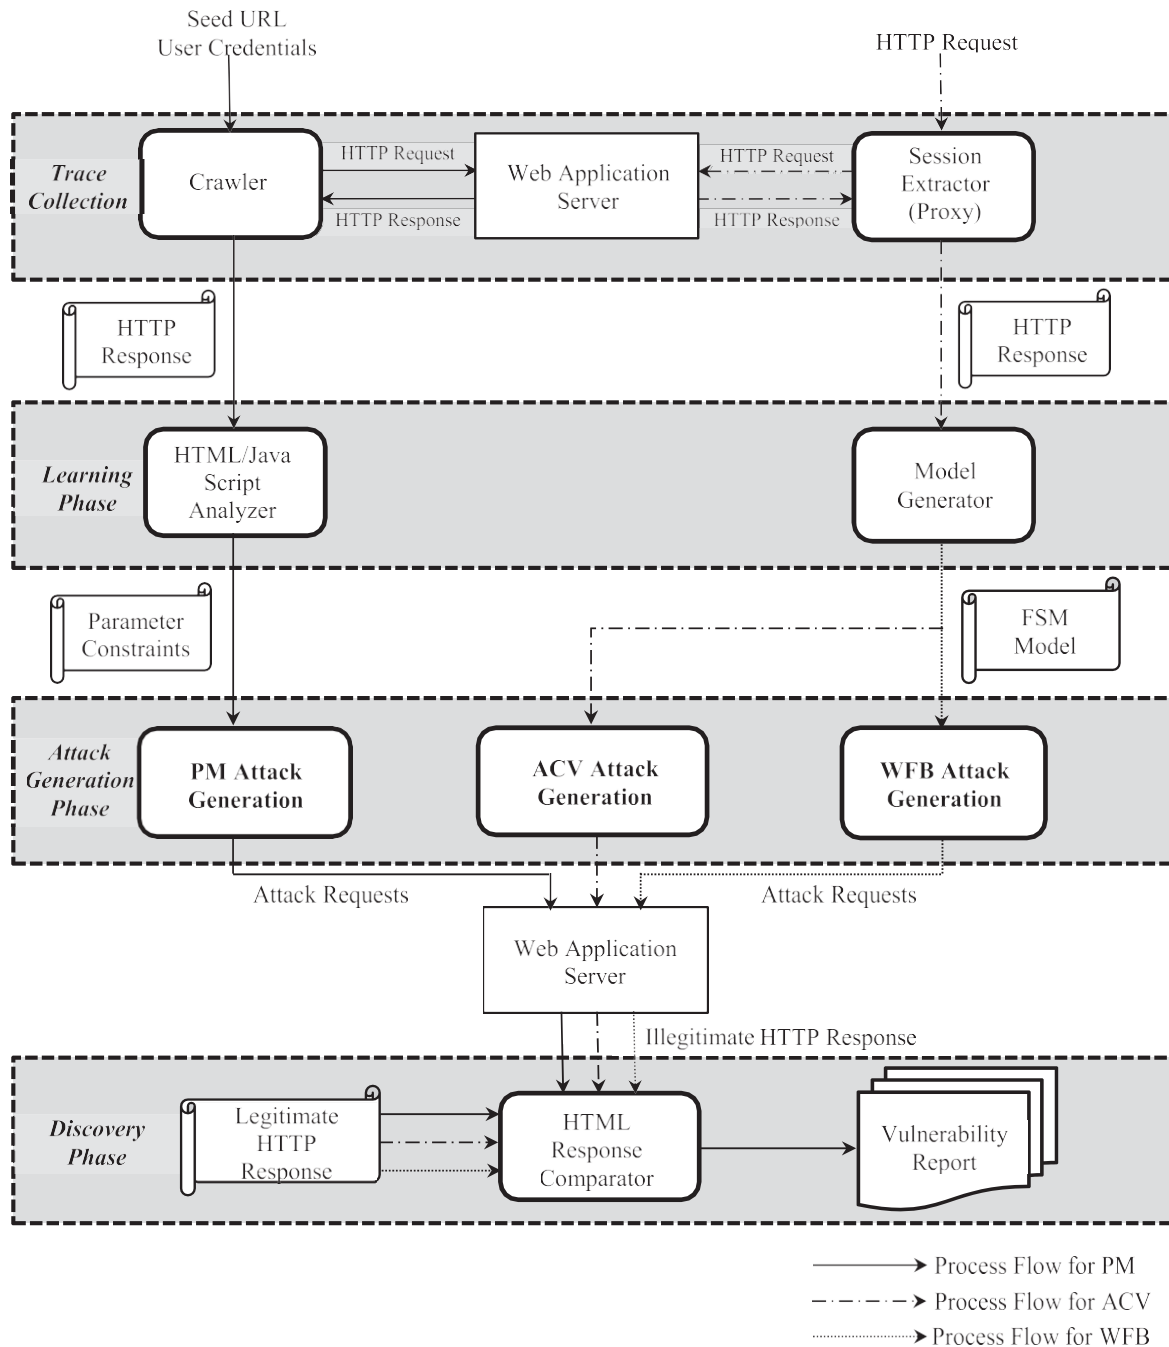 Seed URL
User Credentials
HTTP Request
Trace
Collection
Crawler
HTTP Request
HTTP Response
Web Application
Server
HTTP Request
HTTP Response
Session
Extractor
(Proxy)
HTTP
Response
HTTP
Response
Learning
Phase
HTML/Java
Script
Analyzer
Model
Generator
Parameter
Constraints
FSM
Model
Attack
Generation
Phase
PM Attack
Generation
ACV Attack
Generation
WFB Attack
Generation
Attack Requests
Attack Requests
Web Application
Server
Illegitimate HTTP Response
Discovery
Phase
Legitimate
HTTP
Response
HTML
Response
Comparator
Vulnerability
Report
Process Flow for PM
Process Flow for ACV
Process Flow for WFB